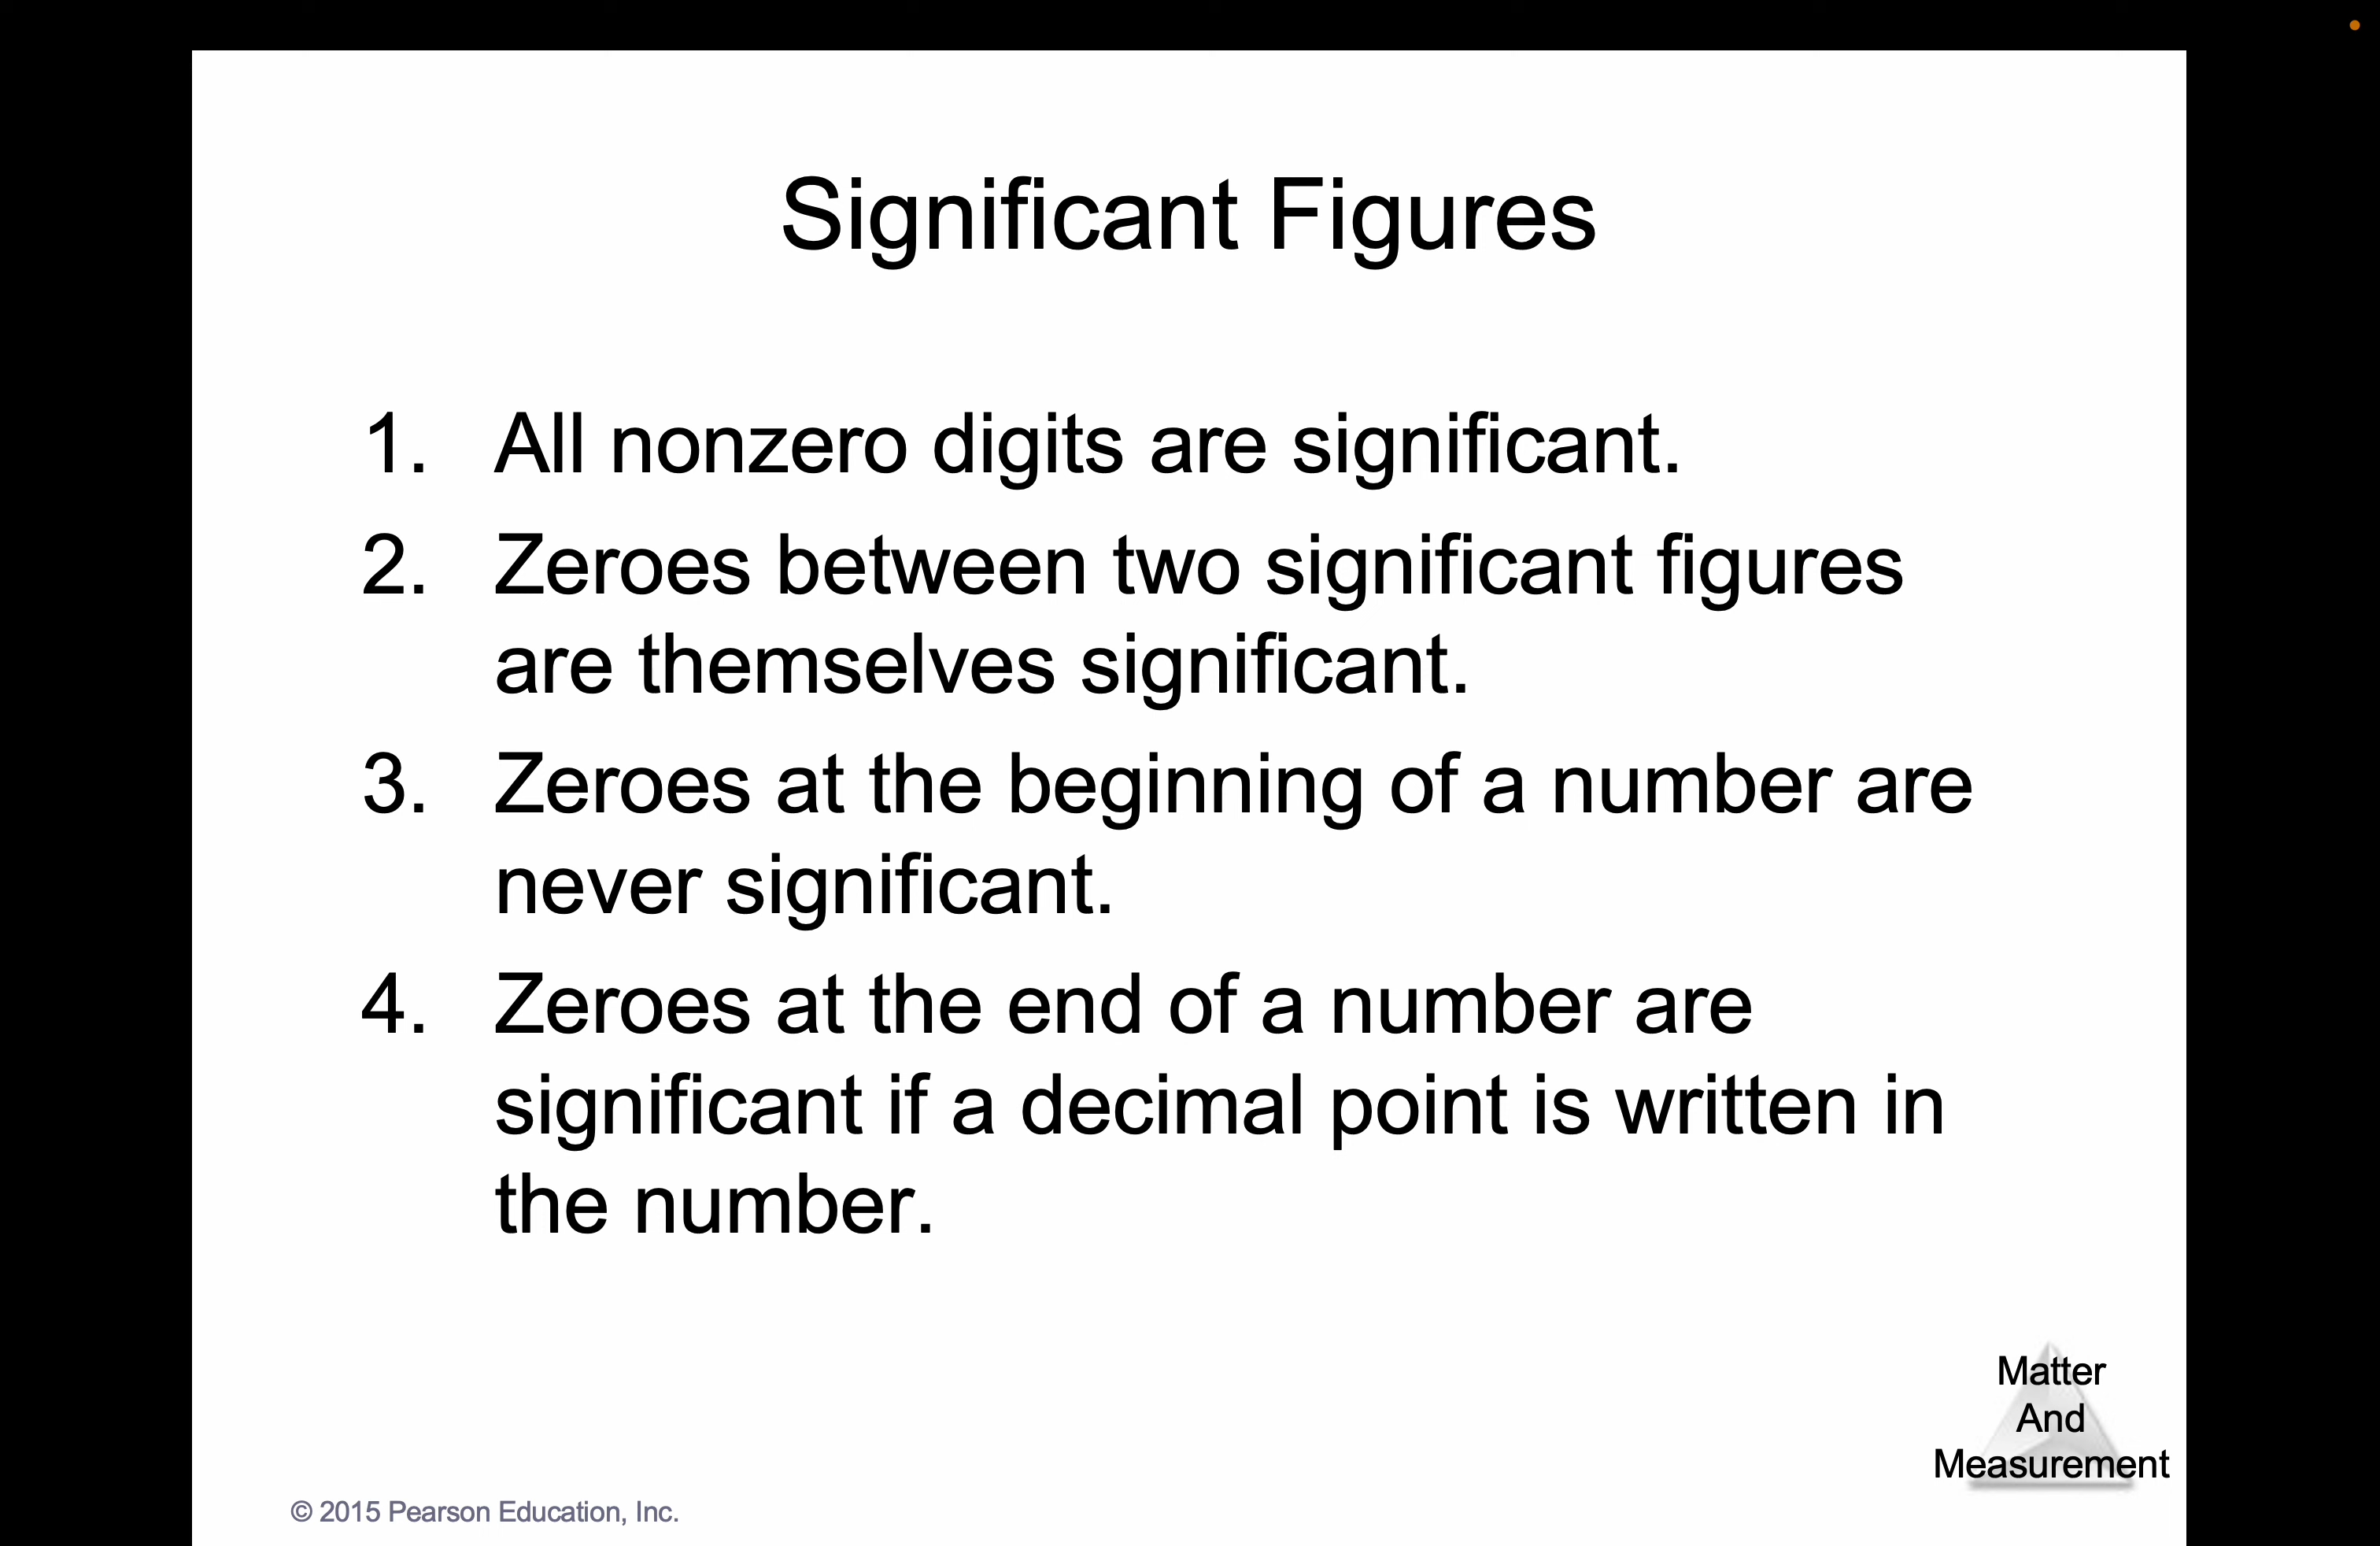 Significant Figures
1. All nonzero digits are significant.
2. Zeroes between two significant figures
are themselves significant.
3. Zeroes at the beginning of a number are
never significant.
4. Zeroes at the end of a number are
significant if a decimal point is written in
the number.
Matter
And
Measurement
© 2015 Pearson Education, Inc.